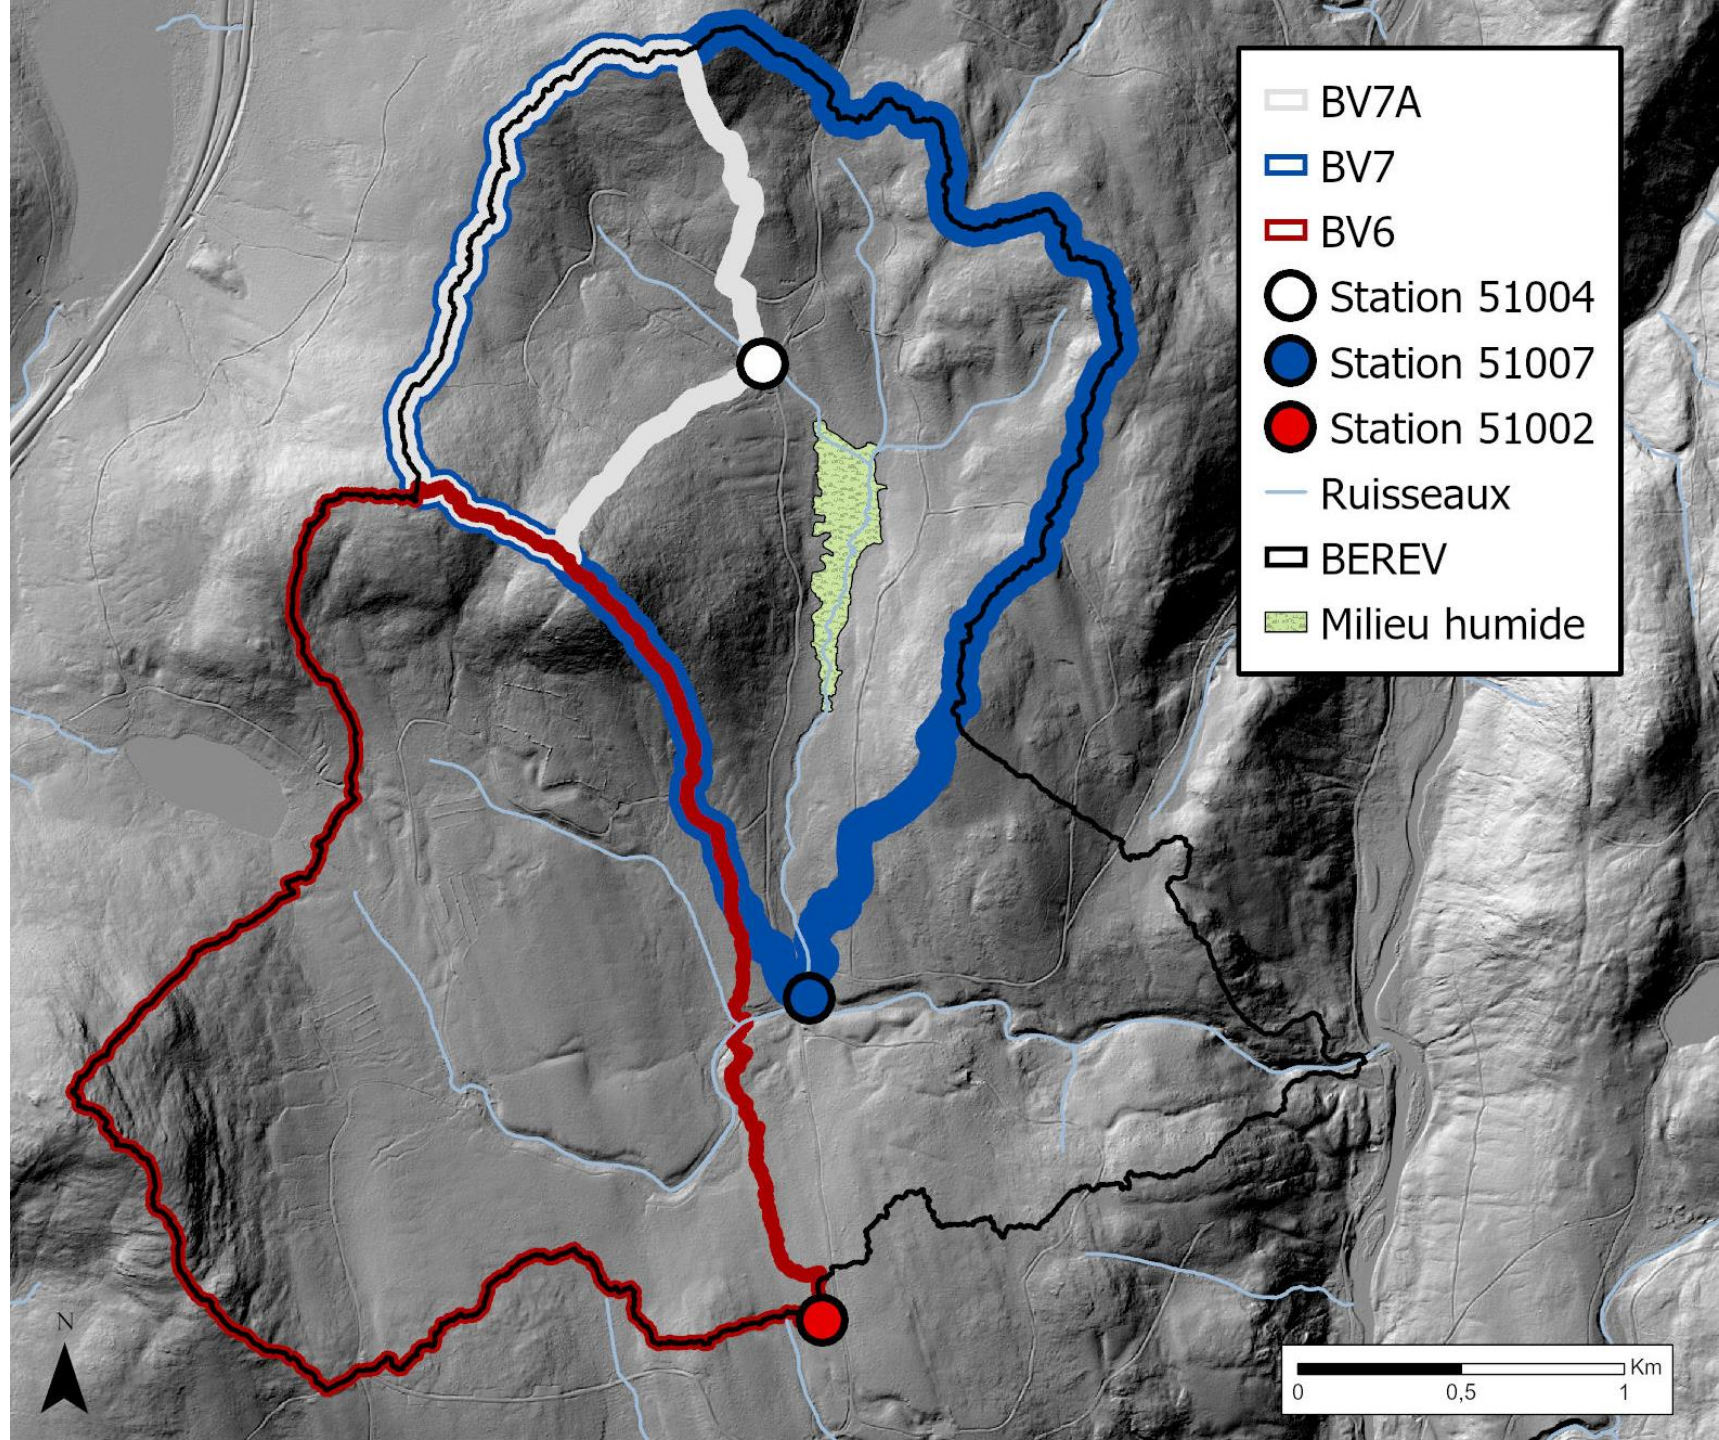 BV7A
BV7
BV6
Station 51004
Station 51007
Station 51002
Ruisseaux
BEREV
Milieu humide
N
Km
0 0,5 1